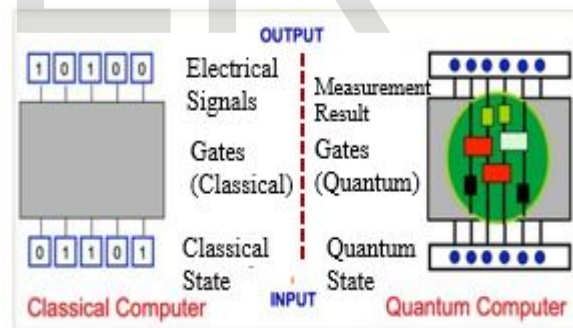 OUTPUT
1 0 1 0 0
Electrical
Signals
Measurement
Result
Gates
(Classical)
Gates
(Quantum)
0 1 1 0 1
Classical
State
Quantum
State
INPUT
Classical Computer
Quantum Computer